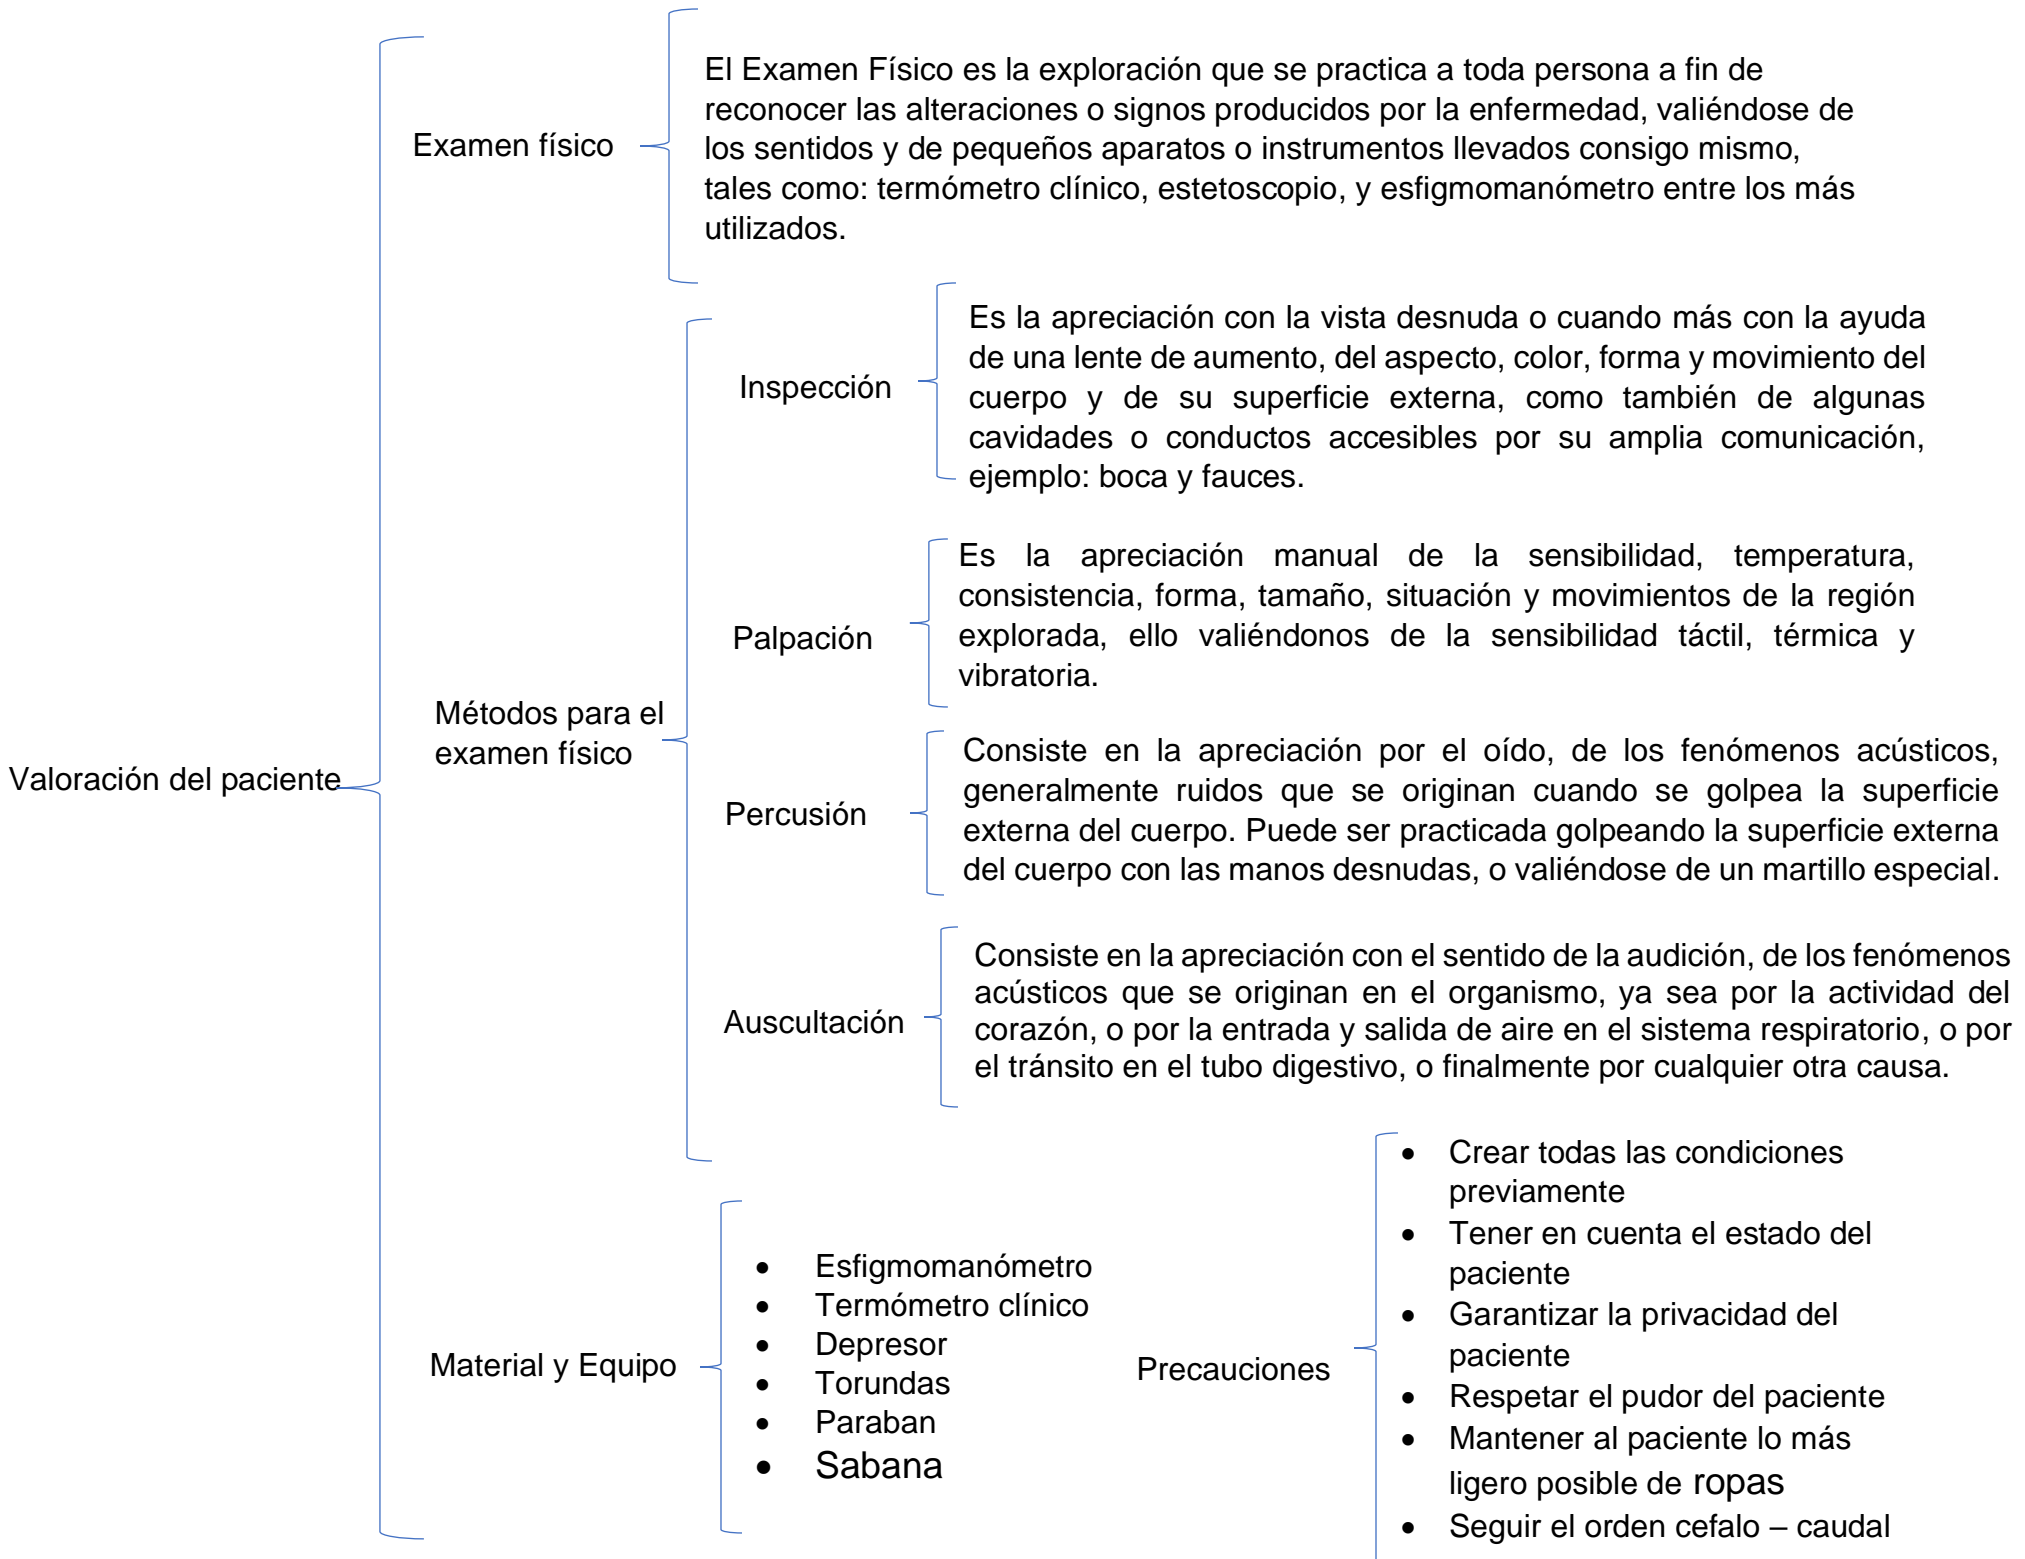 Valoración del paciente
Examen físico
El Examen Físico es la exploración que se practica a toda persona a fin de
reconocer las alteraciones o signos producidos por la enfermedad, valiéndose de
los sentidos y de pequeños aparatos o instrumentos llevados consigo mismo,
tales como: termómetro clínico, estetoscopio, y esfigmomanómetro entre los más
utilizados.
Métodos para el
examen físico
Inspección
Es la apreciación con la vista desnuda o cuando más con la ayuda
de una lente de aumento, del aspecto, color, forma y movimiento del
cuerpo y de su superficie externa, como también de algunas
cavidades o conductos accesibles por su amplia comunicación,
ejemplo: boca y fauces.
Palpación
Es la apreciación manual de la sensibilidad, temperatura,
consistencia, forma, tamaño, situación y movimientos de la región
explorada, ello valiéndonos de la sensibilidad táctil, térmica y
vibratoria.
Percusión
Consiste en la apreciación por el oído, de los fenómenos acústicos,
generalmente ruidos que se originan cuando se golpea la superficie
externa del cuerpo. Puede ser practicada golpeando la superficie externa
del cuerpo con las manos desnudas, o valiéndose de un martillo especial.
Auscultación
Consiste en la apreciación con el sentido de la audición, de los fenómenos
acústicos que se originan en el organismo, ya sea por la actividad del
corazón, o por la entrada y salida de aire en el sistema respiratorio, o por
el tránsito en el tubo digestivo, o finalmente por cualquier otra causa.
Material y Equipo
• Esfigmomanómetro
• Termómetro clínico
• Depresor
• Torundas
• Paraban
• Sabana
Precauciones
• Crear todas las condiciones
previamente
• Tener en cuenta el estado del
paciente
• Garantizar la privacidad del
paciente
• Respetar el pudor del paciente
• Mantener al paciente lo más
ligero posible de ropas
• Seguir el orden cefalo – caudal